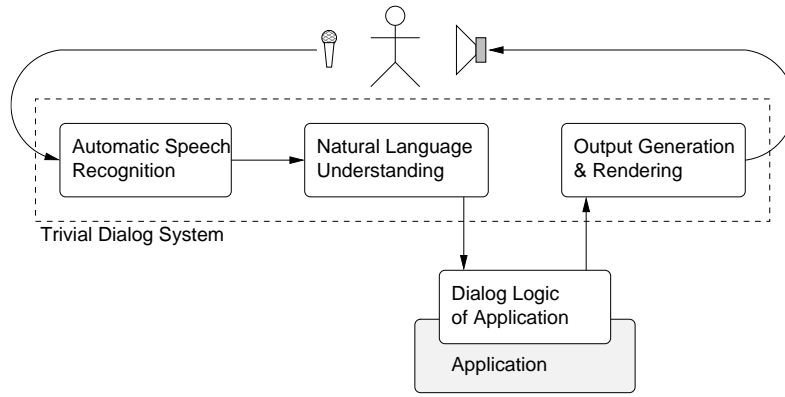 Automatic Speech
Recognition
Natural Language
Understanding
Output Generation
& Rendering
Trivial Dialog System
Dialog Logic
of Application
Application